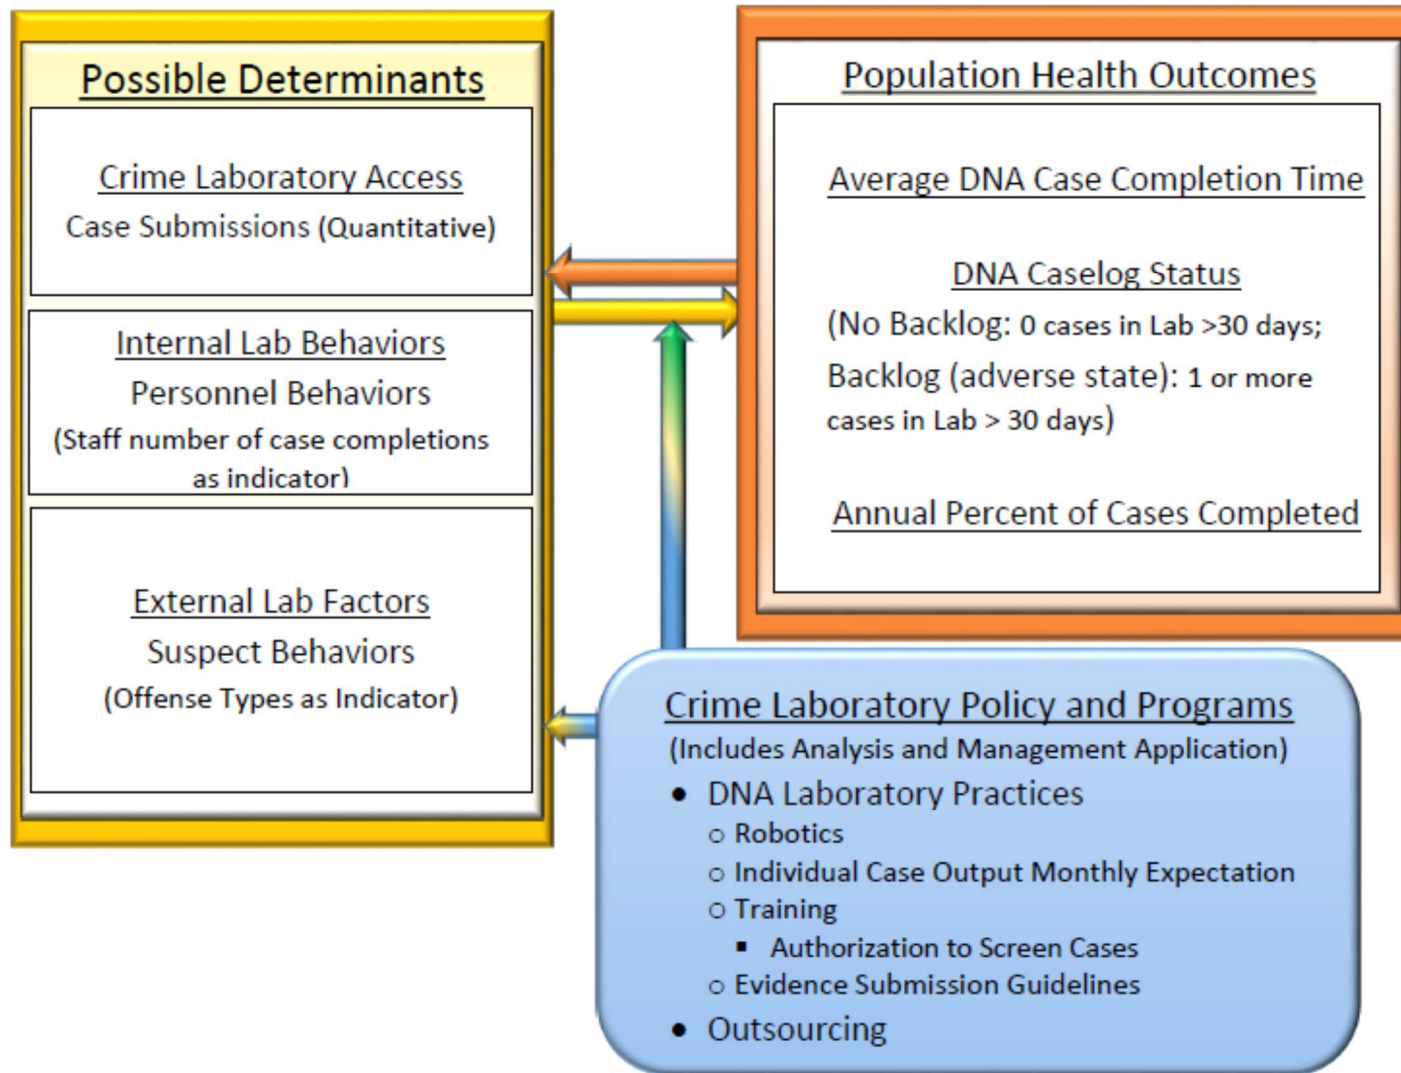 Possible Determinants
Crime Laboratory Access
Case Submissions (Quantitative)
Internal Lab Behaviors
Personnel Behaviors
(Staff number of case completions
as indicator)
External Lab Factors
Suspect Behaviors
(Offense Types as Indicator)
Population Health Outcomes
Average DNA Case Completion Time
DNA Caselog Status
(No Backlog: 0 cases in Lab >30 days;
Backlog (adverse state): 1 or more
cases in Lab > 30 days)
Annual Percent of Cases Completed
Crime Laboratory Policy and Programs
(Includes Analysis and Management Application)
• DNA Laboratory Practices
○ Robotics
○ Individual Case Output Monthly Expectation
○ Training
▪ Authorization to Screen Cases
○ Evidence Submission Guidelines
• Outsourcing